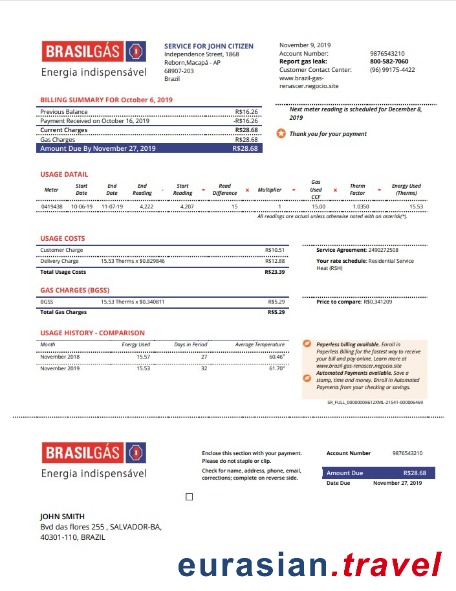 BRASILGÁS
Energia indispensável
SERVICE FOR JOHN CITIZEN
Independence Street, 1868
Reborn,Macapá - AP
68907-203
Brazil
November 9, 2019
Account Number: 9876543210
Report gas leak: 800-582-7060
Customer Contact Center: (96) 99175-4422
www.brazil-gas-
renascer.negocio.site
BILLING SUMMARY FOR October 6, 2019
Previous Balance R$16.26
Payment Received on October 16, 2019 -R$16.26
Current Charges R$28.68
Gas Charges R$28.68
Amount Due By November 27, 2019 R$28.68
Next meter reading is scheduled for December 8,
2019
Thank you for your payment
USAGE DATAIL
Meter Start Date End Date End Reading - Start Reading = Read Difference x Multiplier = Gas Used CCF x Therm Factor = Energy Used (Therms)
0419438 10-06-19 11-07-19 4,222 4,207 15 1 15.00 1.0350 15.53
All readings are actual unless otherwise noted with an asterisk(*).
USAGE COSTS
Customer Charge R$10.51
Delivery Charge 15.53 Therms x $0.829846 R$12.88
Total Usage Costs R$23.39
Service Agreement: 2490272508
Your rate schedule: Residential Service
Heat (RSH)
GAS CHARGES (BGSS)
BGSS 15.53 Therms x $0.340811 R$5.29
Total Gas Charges R$5.29
Price to compare: R$0.341209
USAGE HISTORY - COMPARISON
Month Energy Used Days in Period Average Temperature
November 2018 15.57 27 60.46°
November 2019 15.53 32 61.70°
Paperless billing available. Enroll in
Paperless Billing for the fastest way to receive
your bill and pay online. Learn more at
www.brazil-gas-renascer.negocio.site
Automated Payments available. Save a
stamp, time and money. Enroll in Automated
Payments from your checking or savings.
BRASILGÁS
Energia indispensável
Enclose this section with your payment.
Please do not staple or clip.
Check for name, address, phone, email,
corrections; complete on reverse side.
Account Number 9876543210
Amount Due R$28.68
Date Due November 27, 2019
JOHN SMITH
Bvd das flores 255 , SALVADOR-BA,
40301-110, BRAZIL
eurasian.travel